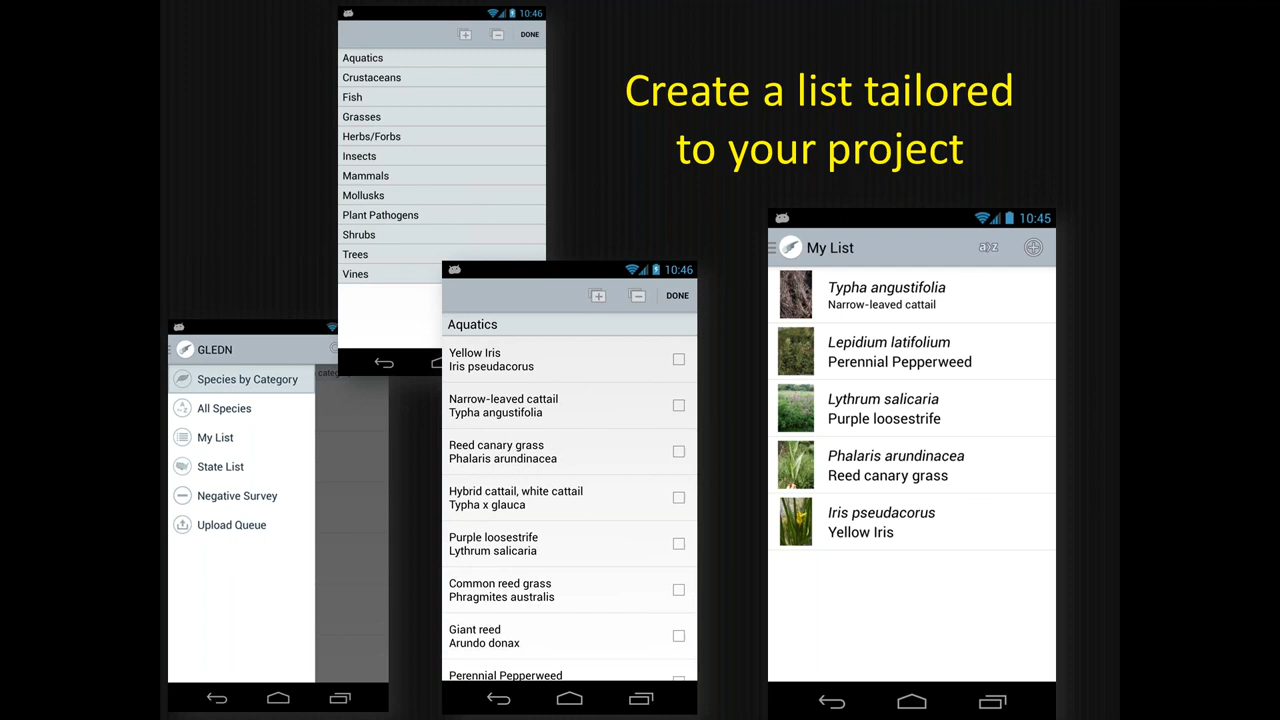 10:46
DONE
Aquatics
Crustaceans
Fish
Grasses
Herbs/Forbs
Insects
Mammals
Mollusks
Plant Pathogens
Shrubs
Trees
Vines
Create a list tailored
to your project
GLEDN
Species by Category
All Species
My List
State List
Negative Survey
Upload Queue
categ
10:46
DONE
Aquatics
Yellow Iris
Iris pseudacorus
Narrow-leaved cattail
Typha angustifolia
Reed canary grass
Phalaris arundinacea
Hybrid cattail, white cattail
Typha x glauca
Purple loosestrife
Lythrum salicaria
Common reed grass
Phragmites australis
Giant reed
Arundo donax
Perennial Pepperweed
10:45
My List
a>z
Typha angustifolia
Narrow-leaved cattail
Lepidium latifolium
Perennial Pepperweed
Lythrum salicaria
Purple loosestrife
Phalaris arundinacea
Reed canary grass
Iris pseudacorus
Yellow Iris